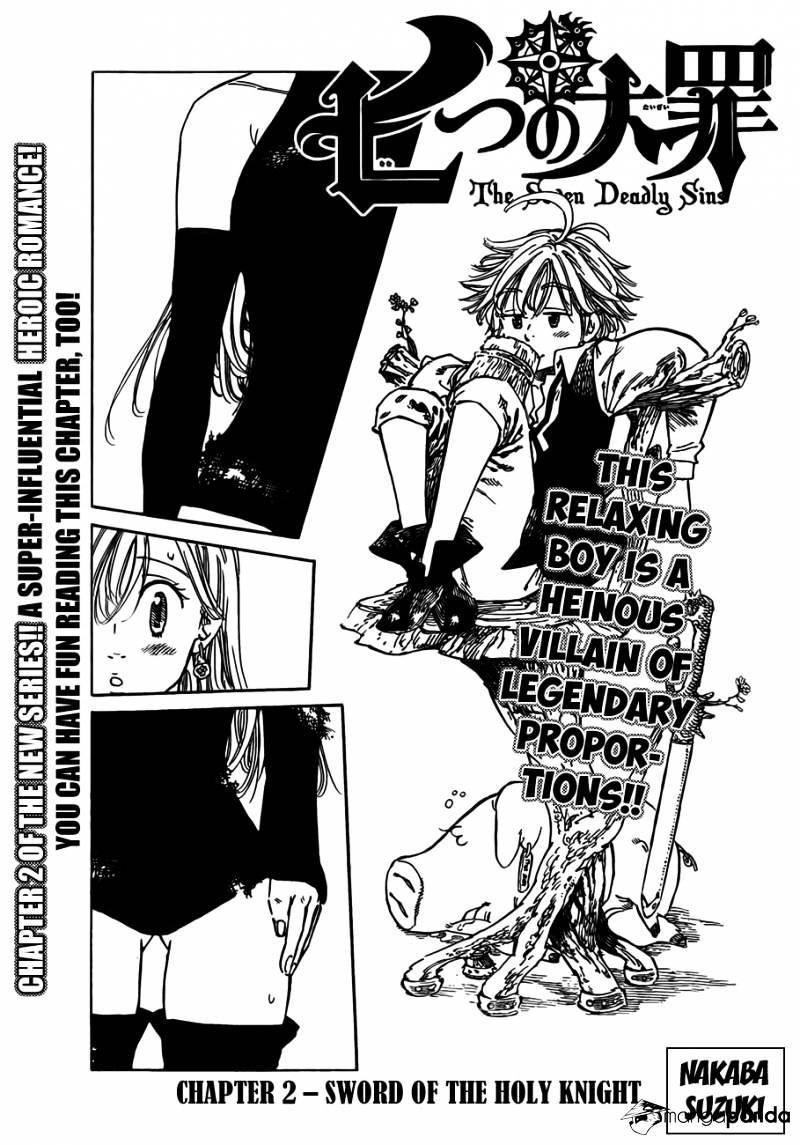 七つの大罪
たいざい
The Seven Deadly Sins
CHAPTER 2 OF THE NEW SERIES!! A SUPER-INFLUENTIAL HEROIC ROMANCE!
YOU CAN HAVE FUN READING THIS CHAPTER, TOO!
THIS
RELAXING
BOY IS A
HEINOUS
VILLAIN OF
LEGENDARY
PROPOR-
TIONS!!
CHAPTER 2 – SWORD OF THE HOLY KNIGHT
NAKABA
SUZUKI
mangapanda